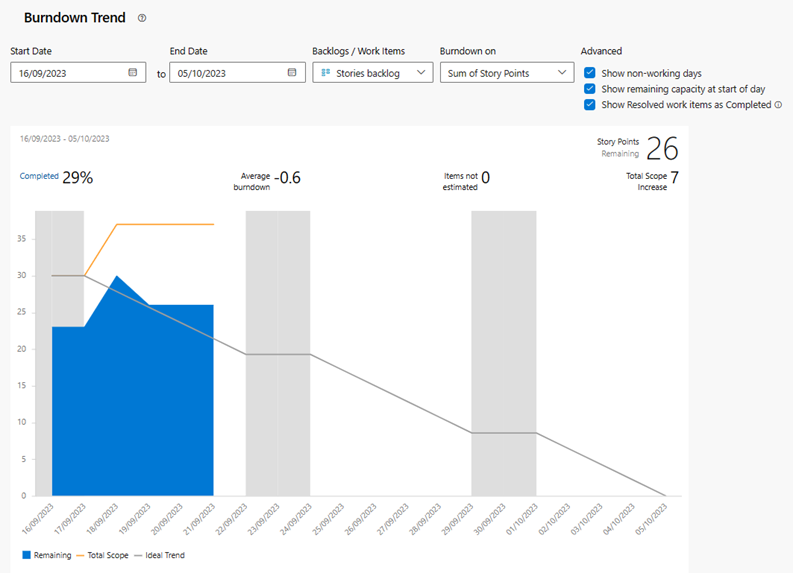 Burndown Trend
Start Date End Date Backlogs / Work Items Burndown on Advanced
16/09/2023 to 05/10/2023 Stories backlog Sum of Story Points Show non-working days
Show remaining capacity at start of day
Show Resolved work items as Completed
16/09/2023 - 05/10/2023
Story Points
Remaining 26
Completed 29%
Average
burndown -0.6
Items not
estimated 0
Total Scope
Increase 7
35
30
25
20
15
10
5
0
16/09/2023
17/09/2023
18/09/2023
19/09/2023
20/09/2023
21/09/2023
22/09/2023
23/09/2023
24/09/2023
25/09/2023
26/09/2023
27/09/2023
28/09/2023
29/09/2023
30/09/2023
01/10/2023
02/10/2023
03/10/2023
04/10/2023
05/10/2023
Remaining Total Scope Ideal Trend